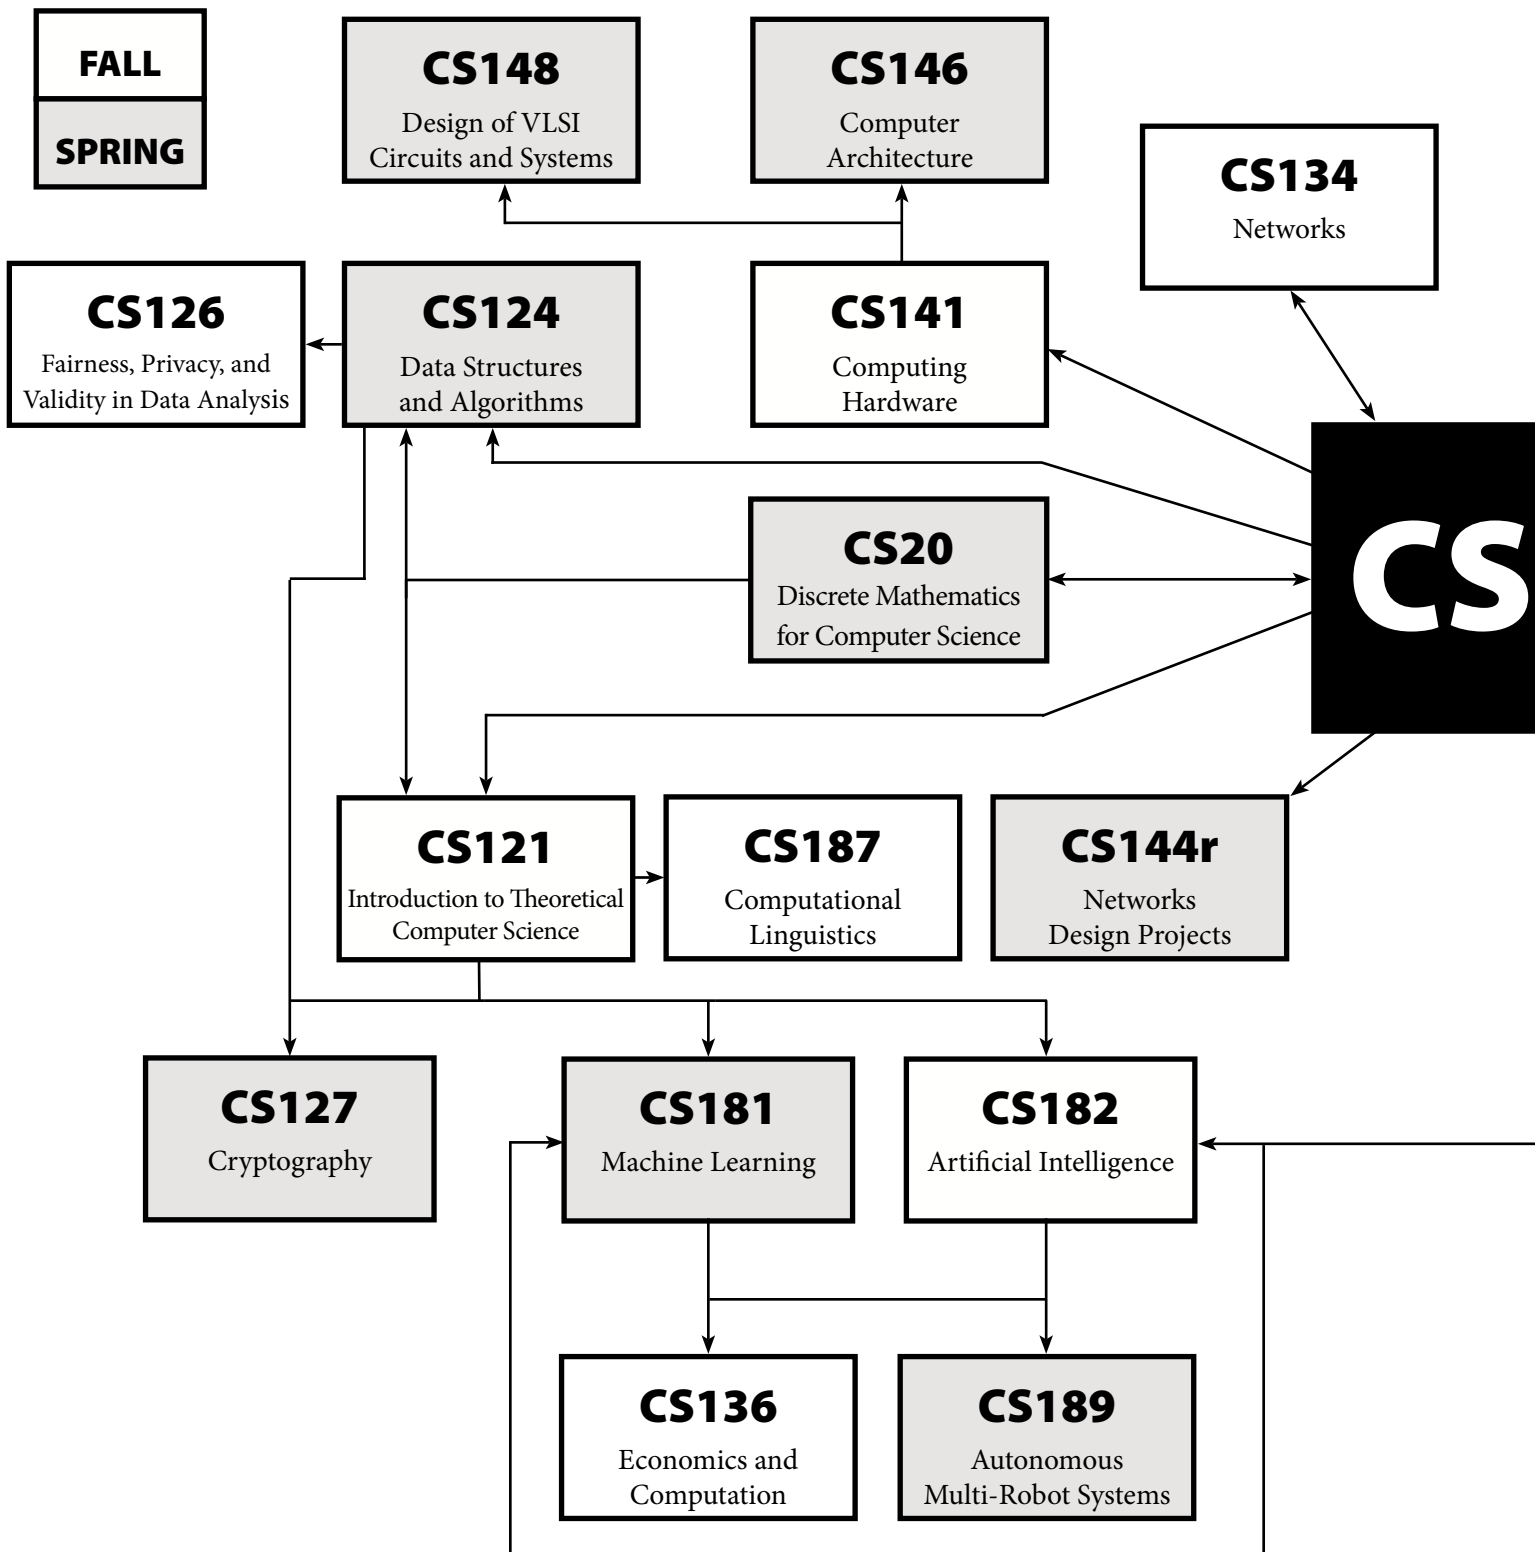 FALL
SPRING
CS148
Design of VLSI
Circuits and Systems
CS146
Computer
Architecture
CS134
Networks
CS126
Fairness, Privacy, and
Validity in Data Analysis
CS124
Data Structures
and Algorithms
CS141
Computing
Hardware
CS20
Discrete Mathematics
for Computer Science
CS
CS121
Introduction to Theoretical
Computer Science
CS187
Computational
Linguistics
CS144r
Networks
Design Projects
CS127
Cryptography
CS181
Machine Learning
CS182
Artificial Intelligence
CS136
Economics and
Computation
CS189
Autonomous
Multi-Robot Systems